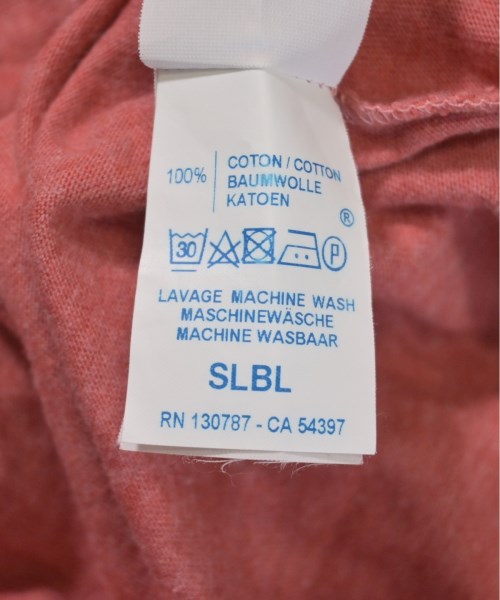 100%
COTON / COTTON
BAUMWOLLE
KATOEN
®
30 P
LAVAGE MACHINE WASH
MASCHINEWÄSCHE
MACHINE WASBAAR
SLBL
RN 130787 - CA 54397